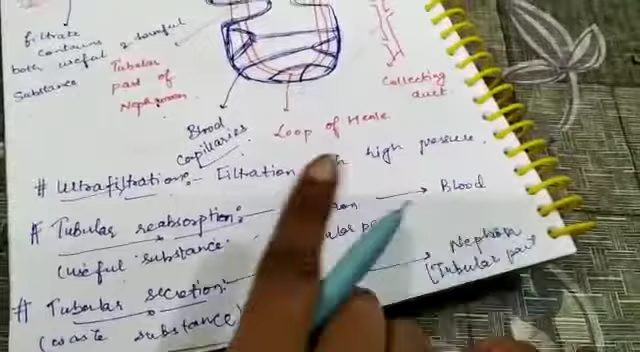 filtrate
contains
both useful & harmful
substance
Tubular
part of
Nephron
Collecting
duct
Blood
capillaries
Loop of Henle
# Ultrafiltration:- Filtration high pressure.
# Tubular reabsorption:- → Blood
(useful substance
# Tubular secretion:- → Nephron
(waste substance) (Tubular part